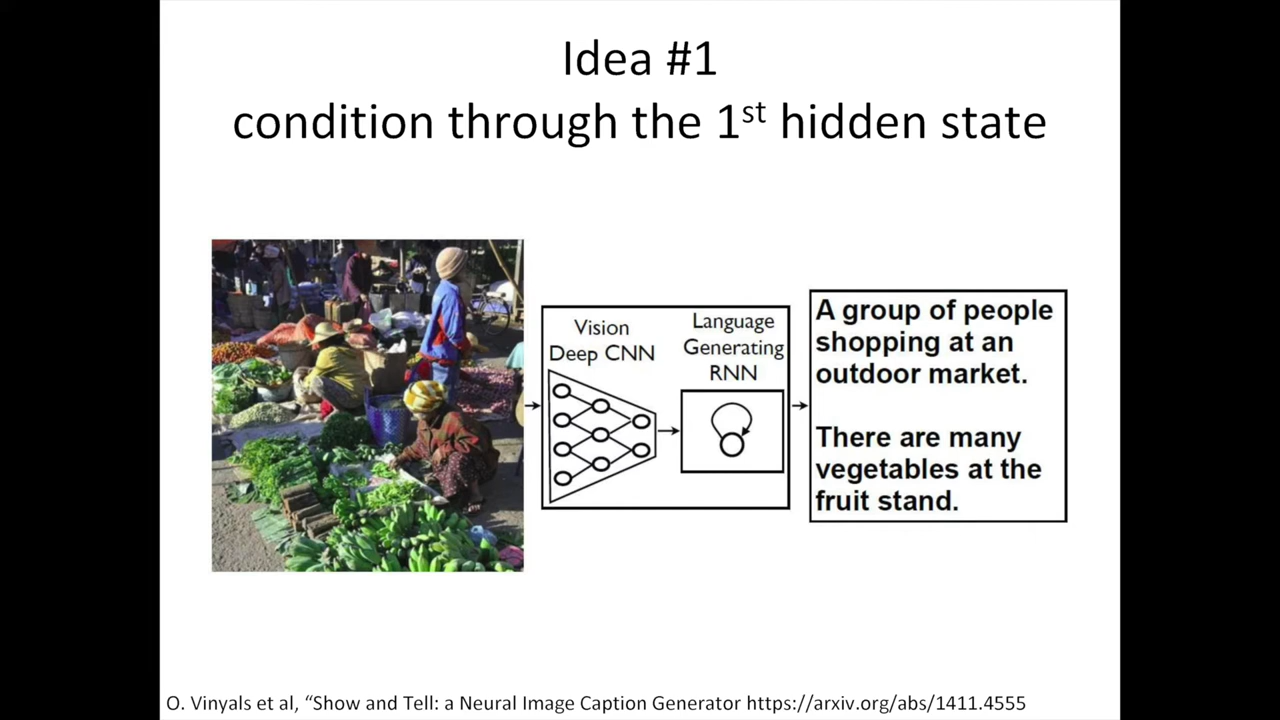 Idea #1
condition through the 1st hidden state
Vision
Deep CNN
Language
Generating
RNN
A group of people
shopping at an
outdoor market.
There are many
vegetables at the
fruit stand.
O. Vinyals et al, “Show and Tell: a Neural Image Caption Generator https://arxiv.org/abs/1411.4555